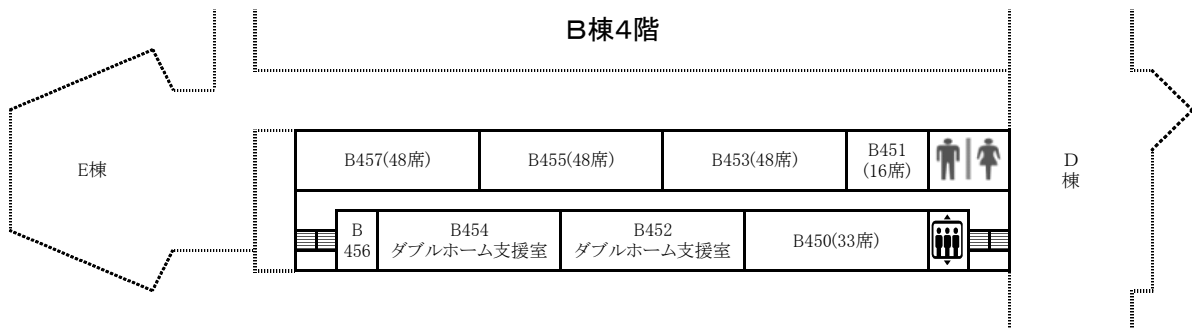 B棟4階
E棟
B457(48席)
B455(48席)
B453(48席)
B451
(16席)
D
棟
B
456
B454
ダブルホーム支援室
B452
ダブルホーム支援室
B450(33席)